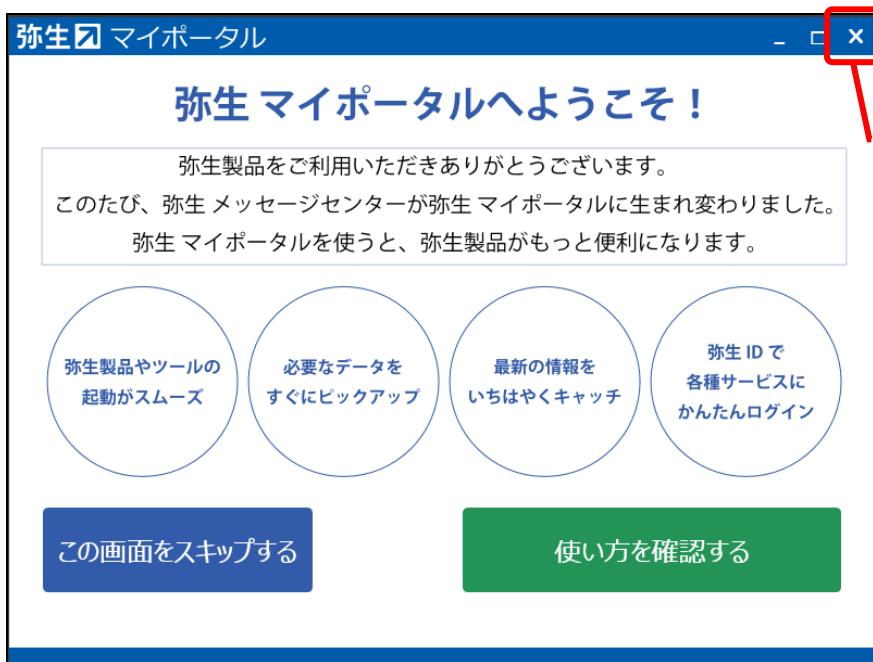 弥生 マイポータル
弥生 マイポータルへようこそ！
弥生製品をご利用いただきありがとうございます。
このたび、弥生 メッセージセンターが弥生 マイポータルに生まれ変わりました。
弥生 マイポータルを使うと、弥生製品がもっと便利になります。
弥生製品やツールの
起動がスムーズ
必要なデータを
すぐにピックアップ
最新の情報を
いちはやくキャッチ
弥生 ID で
各種サービスに
かんたんログイン
この画面をスキップする
使い方を確認する